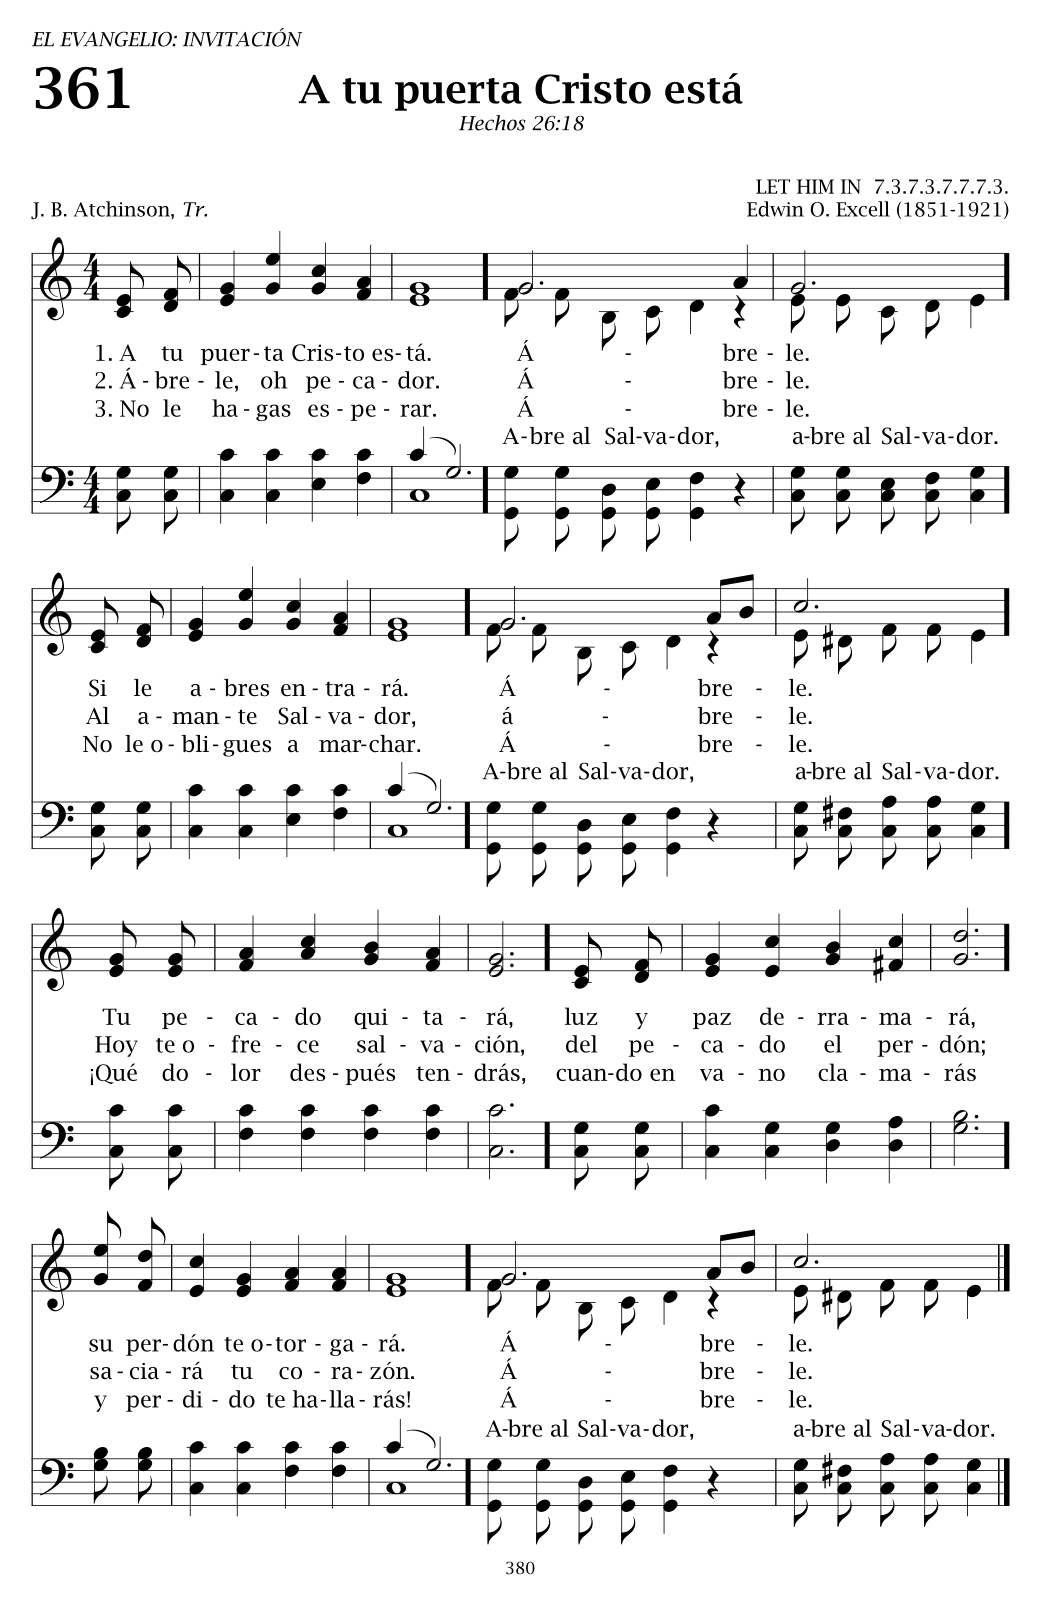 EL EVANGELIO: INVITACIÓN
361 A tu puerta Cristo está
Hechos 26:18
LET HIM IN 7.3.7.3.7.7.7.3.
J. B. Atchinson, Tr. Edwin O. Excell (1851-1921)
1. A tu puer - ta Cris - to es - tá. Á - bre - le.
2. Á - bre - le, oh pe - ca - dor. Á - bre - le.
3. No le ha - gas es - pe - rar. Á - bre - le.
A - bre al Sal - va - dor, a - bre al Sal - va - dor.
Si le a - bres en - tra - rá. Á - bre - le.
Al a - man - te Sal - va - dor, á - bre - le.
No le o - bli - gues a mar - char. Á - bre - le.
A - bre al Sal - va - dor, a - bre al Sal - va - dor.
Tu pe - ca - do qui - ta - rá, luz y paz de - rra - ma - rá,
Hoy te o - fre - ce sal - va - ción, del pe - ca - do el per - dón;
¡Qué do - lor des - pués ten - drás, cuan - do en va - no cla - ma - rás
su per - dón te o - tor - ga - rá. Á - bre - le.
sa - cia - rá tu co - ra - zón. Á - bre - le.
y per - di - do te ha - lla - rás! Á - bre - le.
A - bre al Sal - va - dor, a - bre al Sal - va - dor.
380